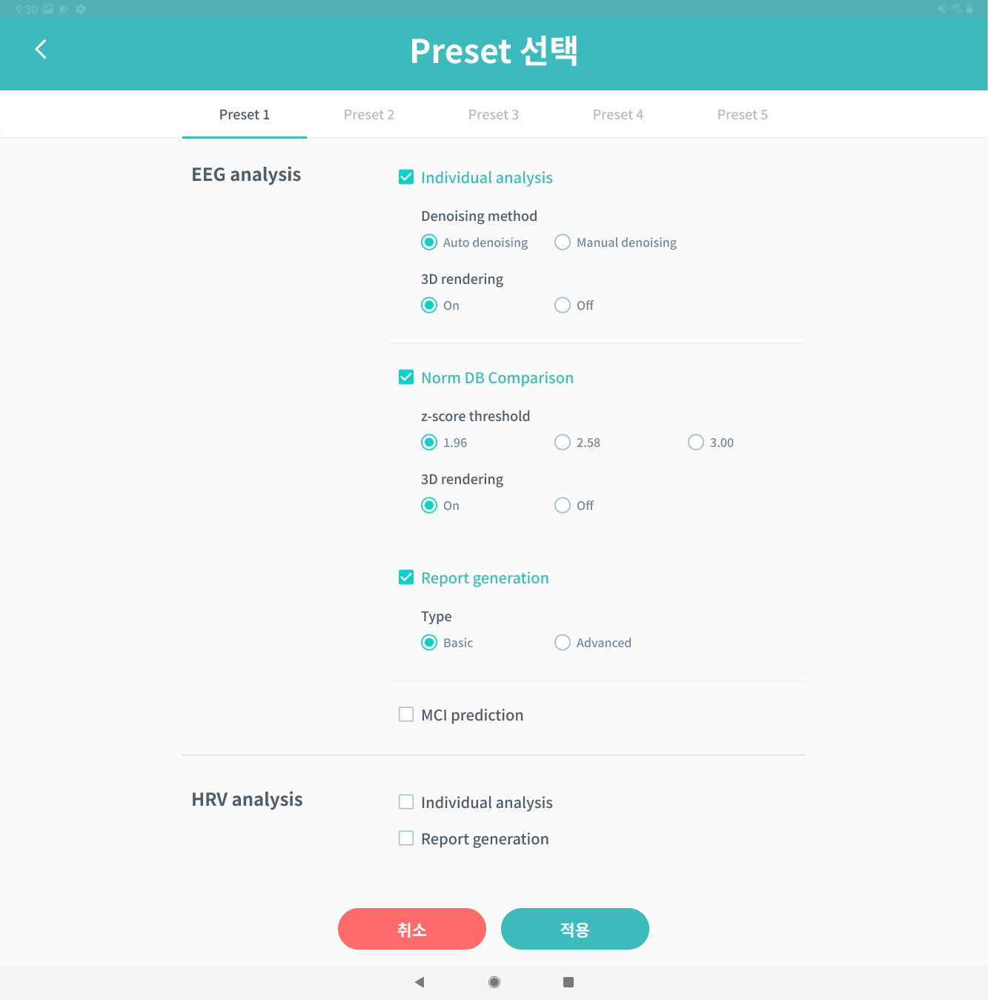 9:30
Preset 선택
Preset 1 Preset 2 Preset 3 Preset 4 Preset 5
EEG analysis
Individual analysis
Denoising method
Auto denoising Manual denoising
3D rendering
On Off
Norm DB Comparison
z-score threshold
1.96 2.58 3.00
3D rendering
On Off
Report generation
Type
Basic Advanced
MCI prediction
HRV analysis
Individual analysis
Report generation
취소 적용